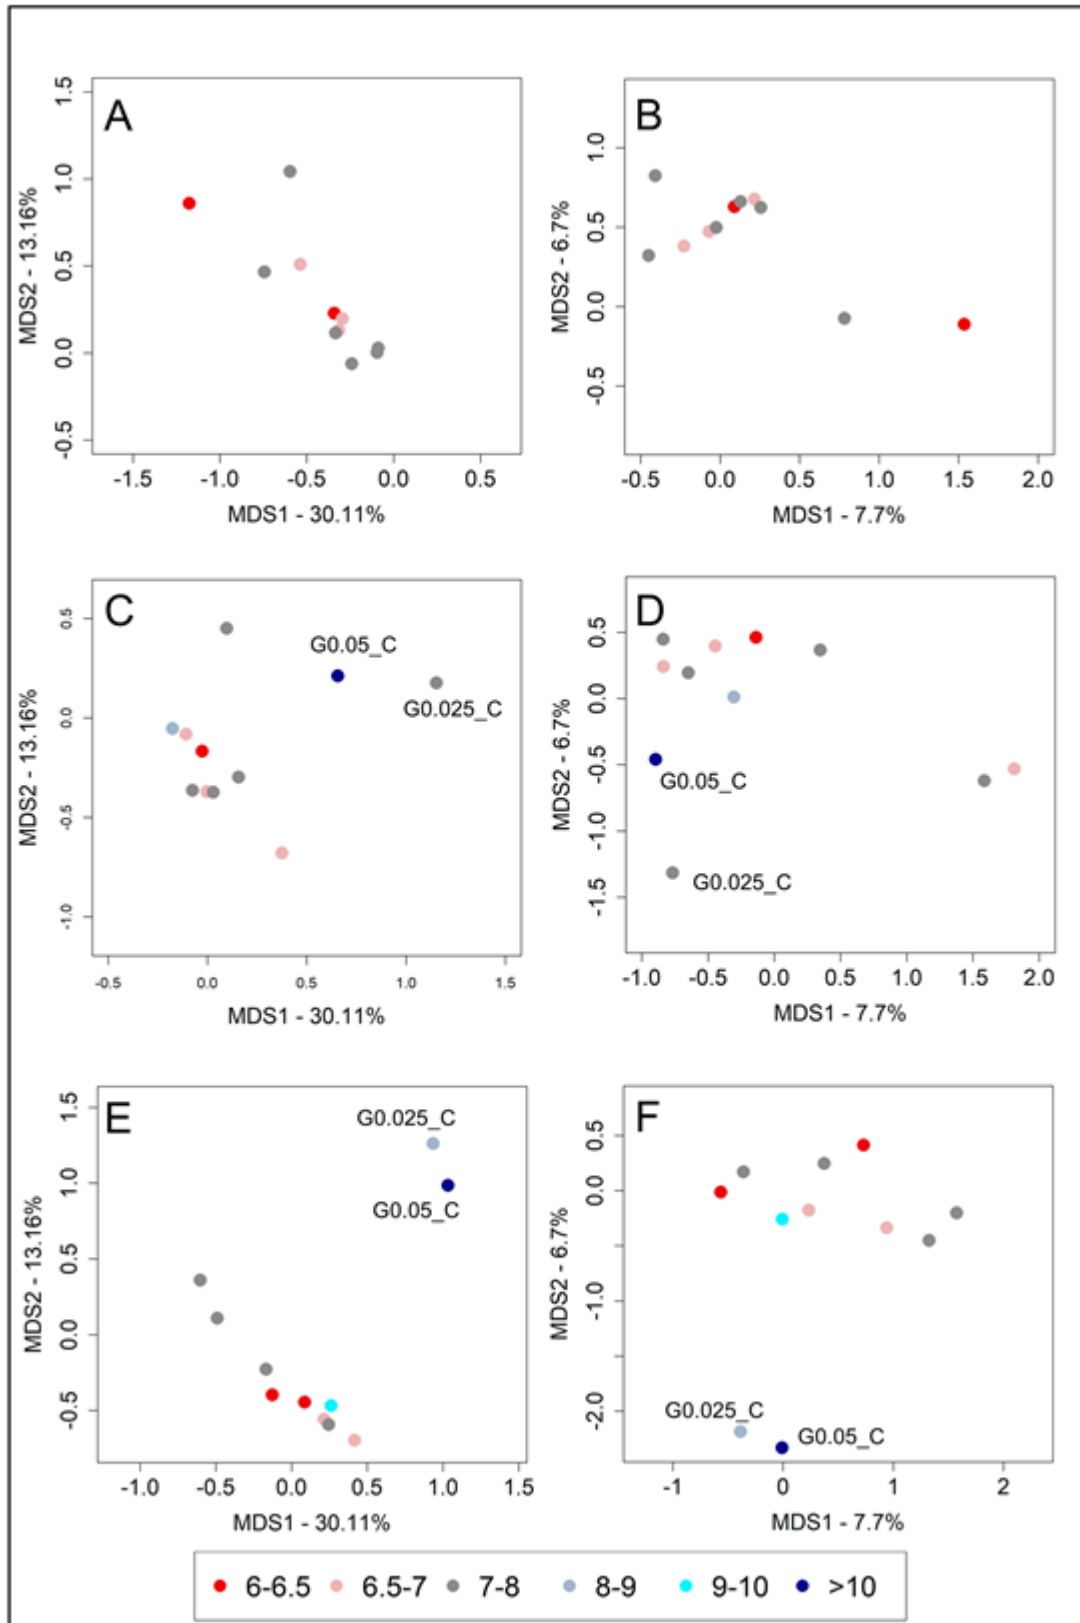 A
MDS2 - 13.16%
1.5
1.0
0.5
0.0
-0.5
-1.5 -1.0 -0.5 0.0 0.5
MDS1 - 30.11%
B
MDS2 - 6.7%
1.0
0.5
0.0
-0.5
-0.5 0.0 0.5 1.0 1.5 2.0
MDS1 - 7.7%
C
MDS2 - 13.16%
0.5
0.0
-0.5
-1.0
G0.05_C
G0.025_C
-0.5 0.0 0.5 1.0 1.5
MDS1 - 30.11%
D
MDS2 - 6.7%
0.5
0.0
-0.5
-1.0
-1.5
G0.05_C
G0.025_C
-1.0 -0.5 0.0 0.5 1.0 1.5 2.0
MDS1 - 7.7%
E
MDS2 - 13.16%
1.5
1.0
0.5
0.0
-0.5
G0.025_C
G0.05_C
-1.0 -0.5 0.0 0.5 1.0 1.5
MDS1 - 30.11%
F
MDS2 - 6.7%
0.5
0.0
-1.0
-2.0
G0.025_C
G0.05_C
-1 0 1 2
MDS1 - 7.7%
6-6.5 6.5-7 7-8 8-9 9-10 >10